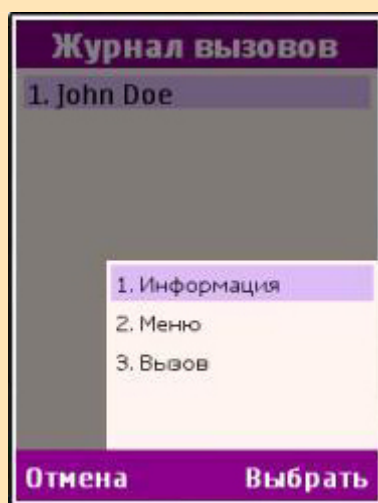 Журнал вызовов
1. John Doe
1. Информация
2. Меню
3. Вызов
Отмена Выбрать